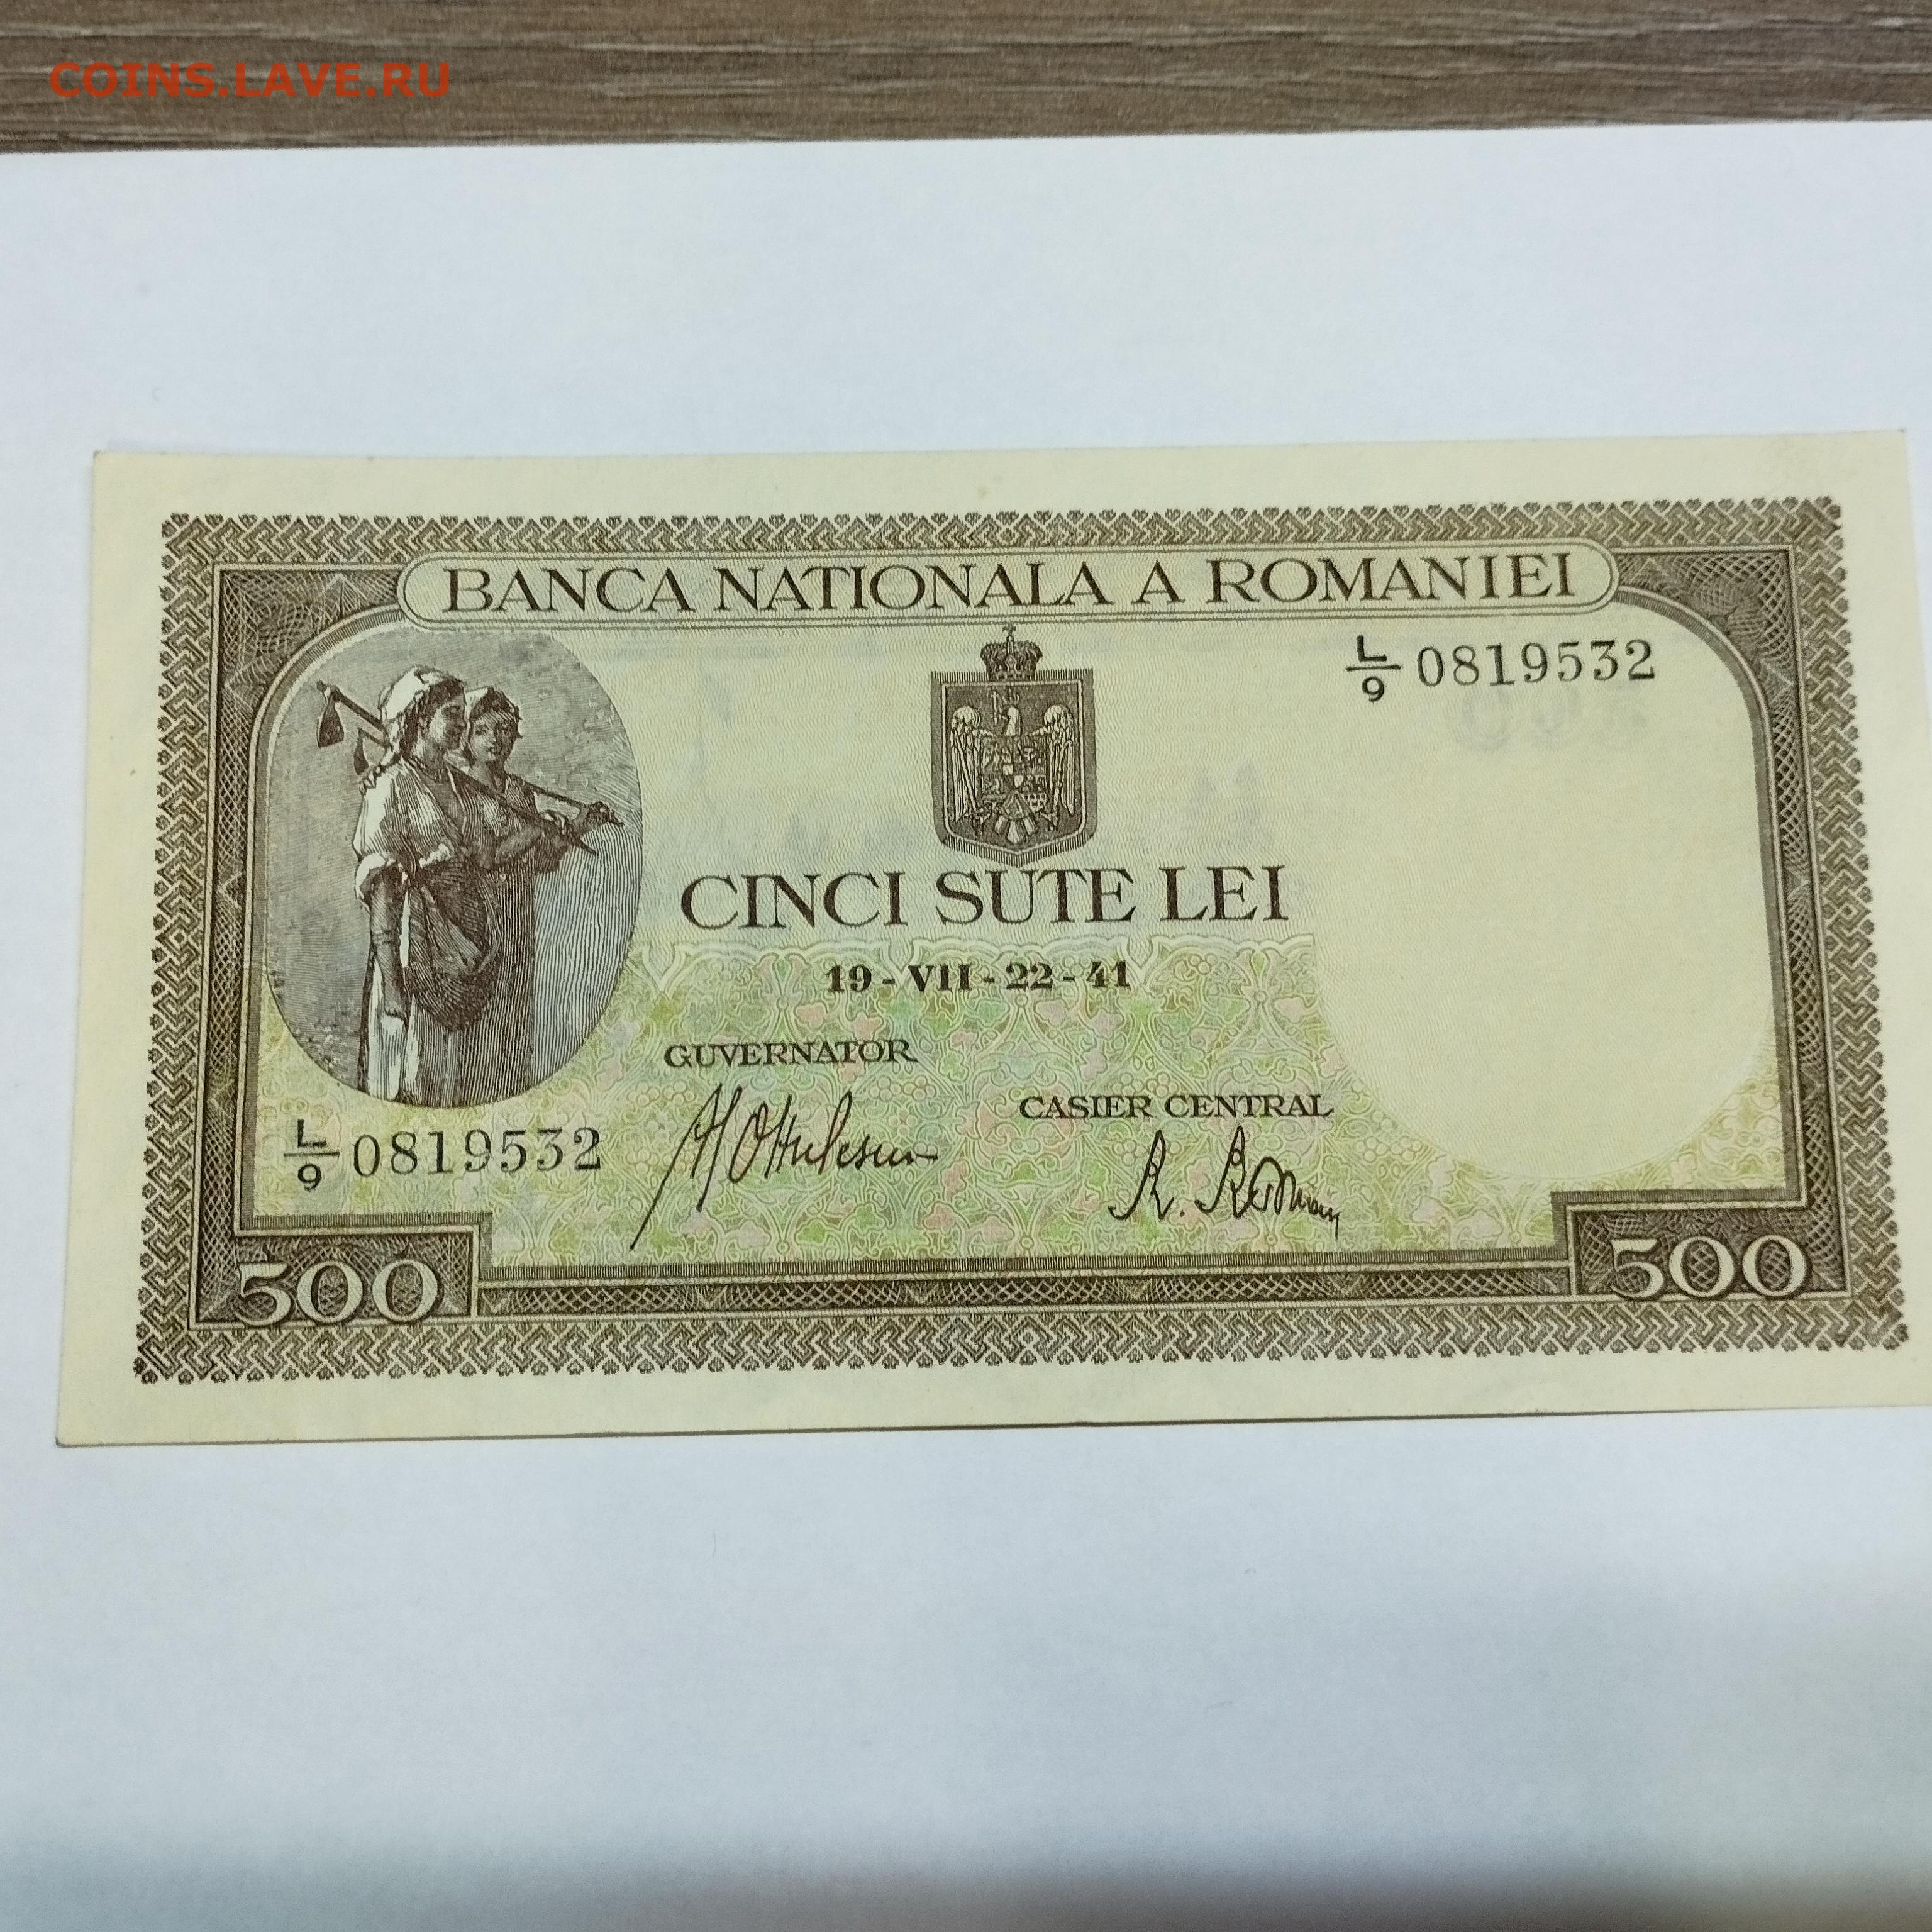 COINS.LAVE.RU
BANCA NATIONALA A ROMANIEI
L/9 0819532
CINCI SUTE LEI
19 - VII - 22 - 41
GUVERNATOR
CASIER CENTRAL
L/9 0819532
500 500